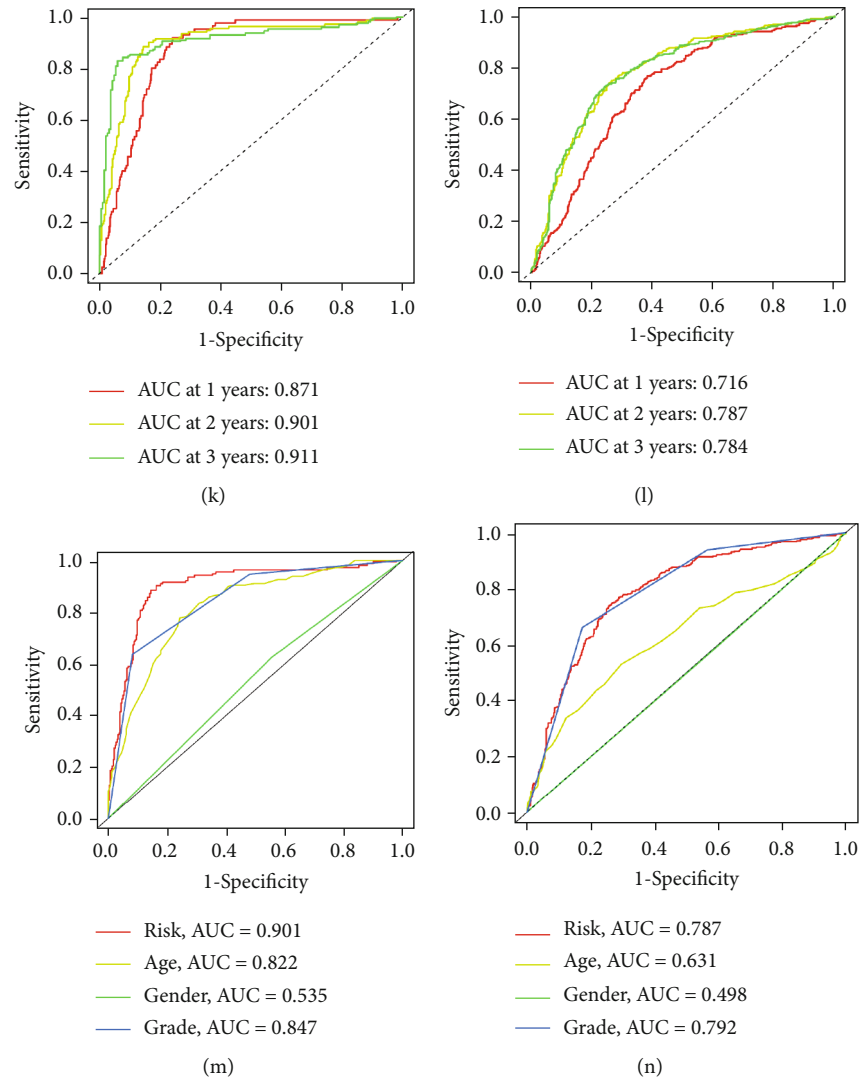 1.0
0.8
0.6
0.4
0.2
0.0
Sensitivity
0.0 0.2 0.4 0.6 0.8 1.0
1-Specificity
AUC at 1 years: 0.871
AUC at 2 years: 0.901
AUC at 3 years: 0.911
(k)
1.0
0.8
0.6
0.4
0.2
0.0
Sensitivity
0.0 0.2 0.4 0.6 0.8 1.0
1-Specificity
AUC at 1 years: 0.716
AUC at 2 years: 0.787
AUC at 3 years: 0.784
(l)
1.0
0.8
0.6
0.4
0.2
0.0
Sensitivity
0.0 0.2 0.4 0.6 0.8 1.0
1-Specificity
Risk, AUC = 0.901
Age, AUC = 0.822
Gender, AUC = 0.535
Grade, AUC = 0.847
(m)
1.0
0.8
0.6
0.4
0.2
0.0
Sensitivity
0.0 0.2 0.4 0.6 0.8 1.0
1-Specificity
Risk, AUC = 0.787
Age, AUC = 0.631
Gender, AUC = 0.498
Grade, AUC = 0.792
(n)